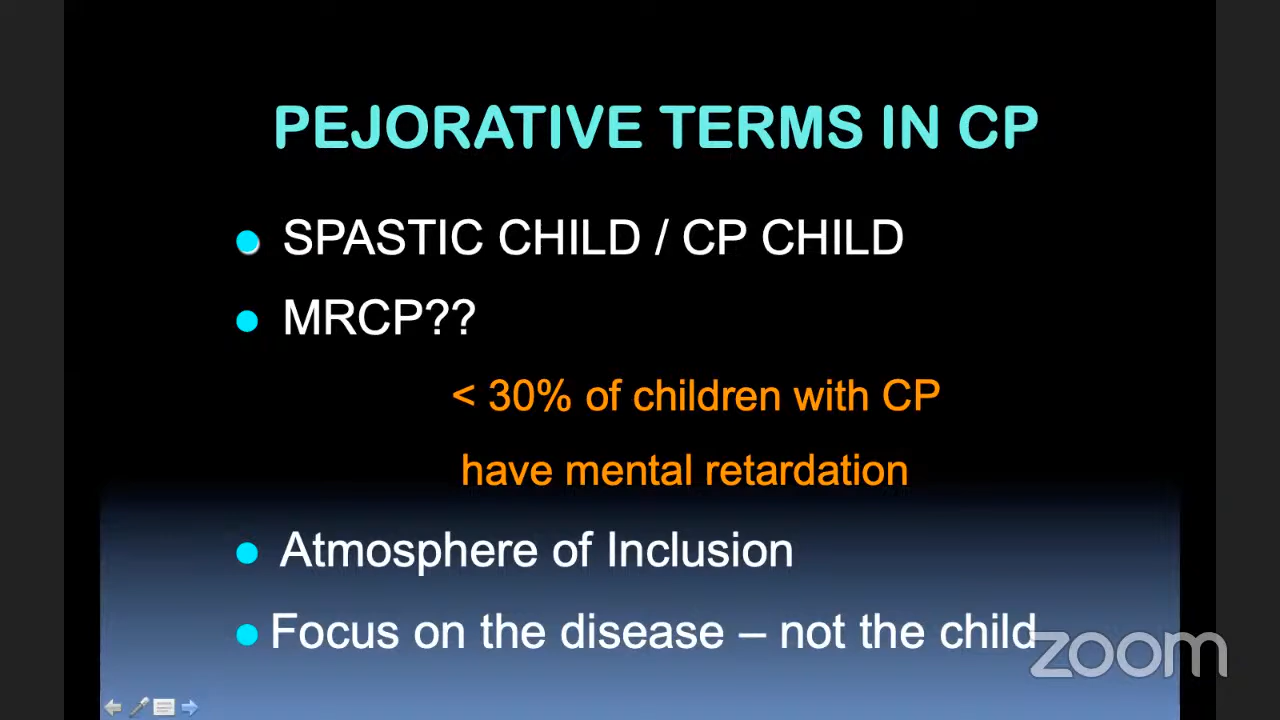 PEJORATIVE TERMS IN CP
SPASTIC CHILD / CP CHILD
MRCP??
< 30% of children with CP
have mental retardation
Atmosphere of Inclusion
Focus on the disease – not the child
zoom